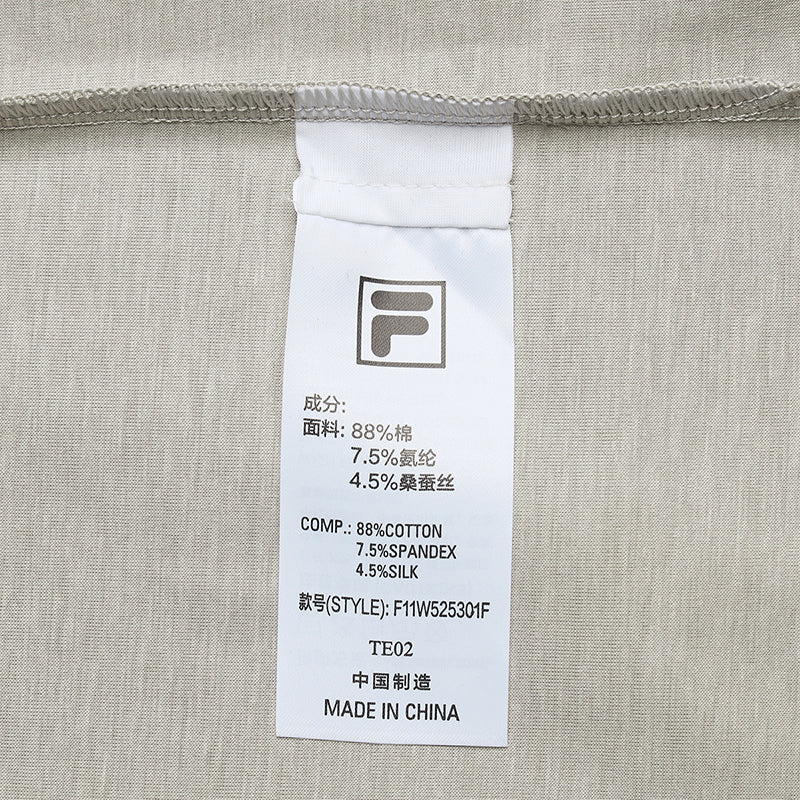 F
成分:
面料: 88%棉
7.5%氨纶
4.5%桑蚕丝
COMP.: 88%COTTON
7.5%SPANDEX
4.5%SILK
款号(STYLE): F11W525301F
TE02
中国制造
MADE IN CHINA